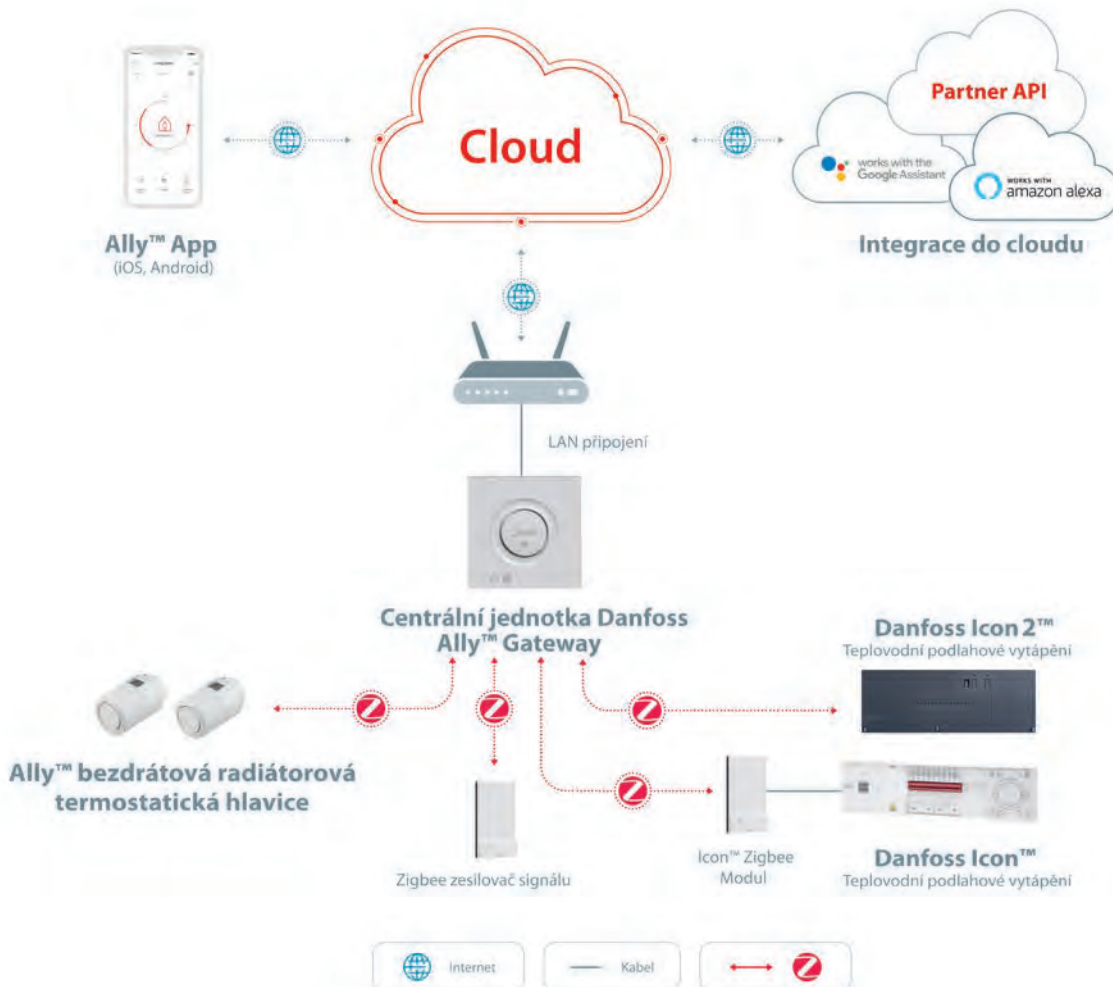 Cloud
Partner API
works with the
Google Assistant
WORKS WITH
amazon alexa
Ally™ App
(iOS, Android)
Integrace do cloudu
LAN připojení
Centrální jednotka Danfoss
Ally™ Gateway
Danfoss Icon 2™
Teplovodní podlahové vytápění
Ally™ bezdrátová radiátorová
termostatická hlavice
Zigbee zesilovač signálu
Icon™ Zigbee
Modul
Danfoss Icon™
Teplovodní podlahové vytápění
Internet
Kabel